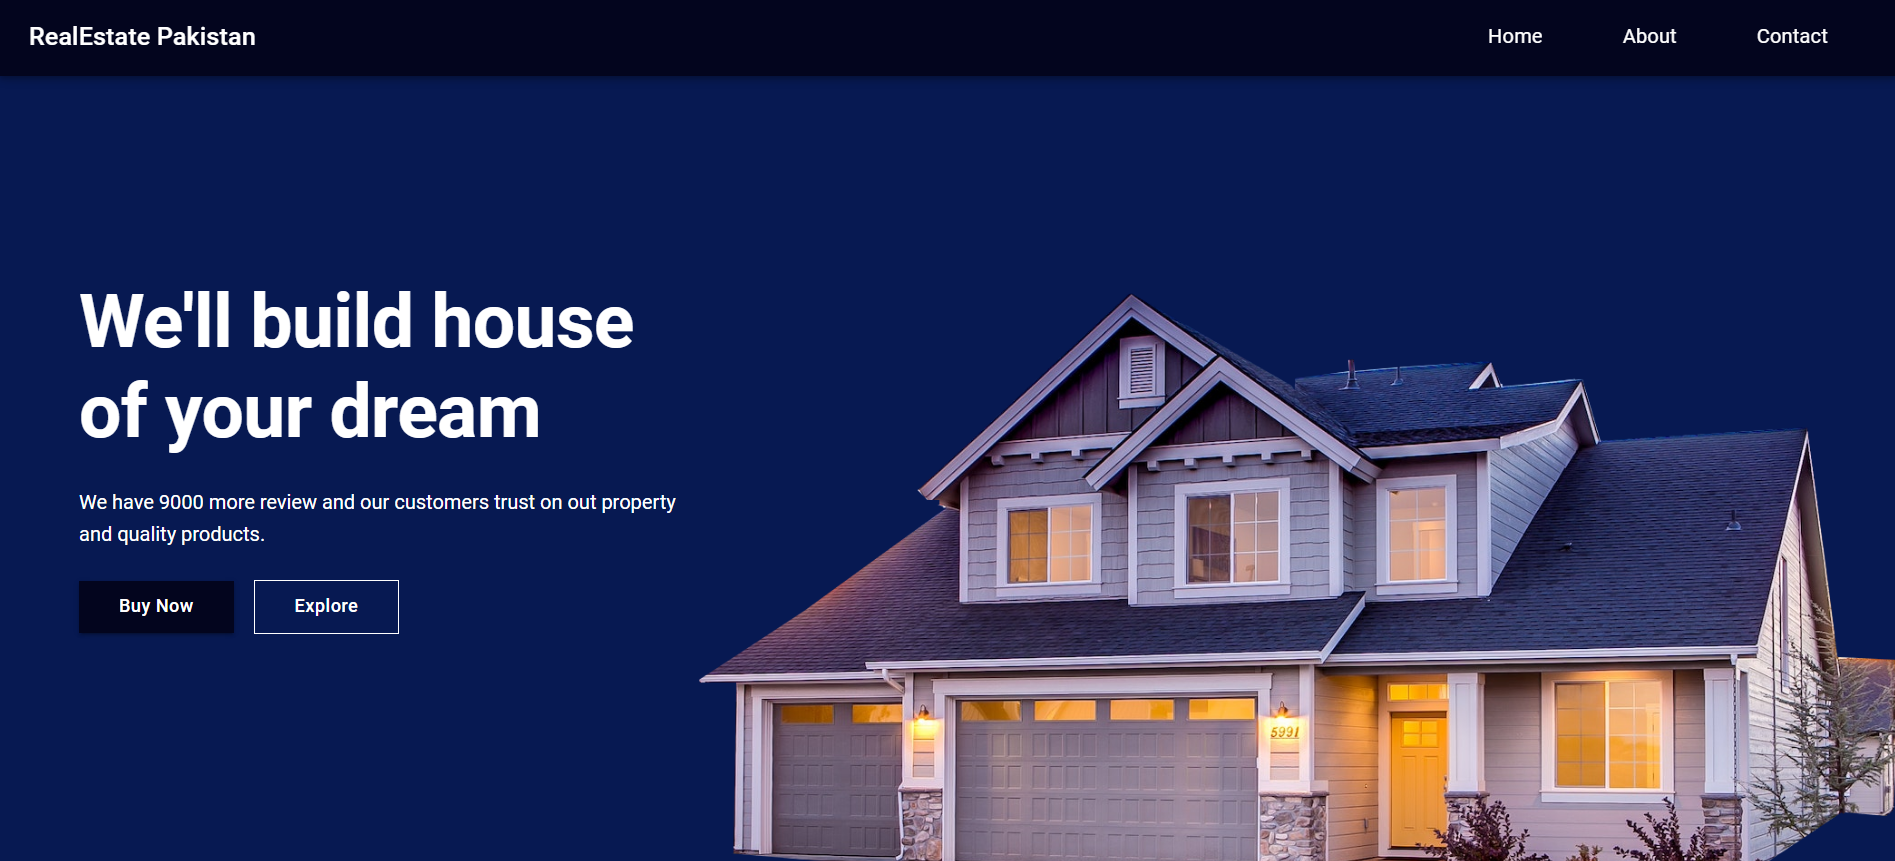 RealEstate Pakistan
Home About Contact
We'll build house
of your dream
We have 9000 more review and our customers trust on out property
and quality products.
Buy Now Explore
5991